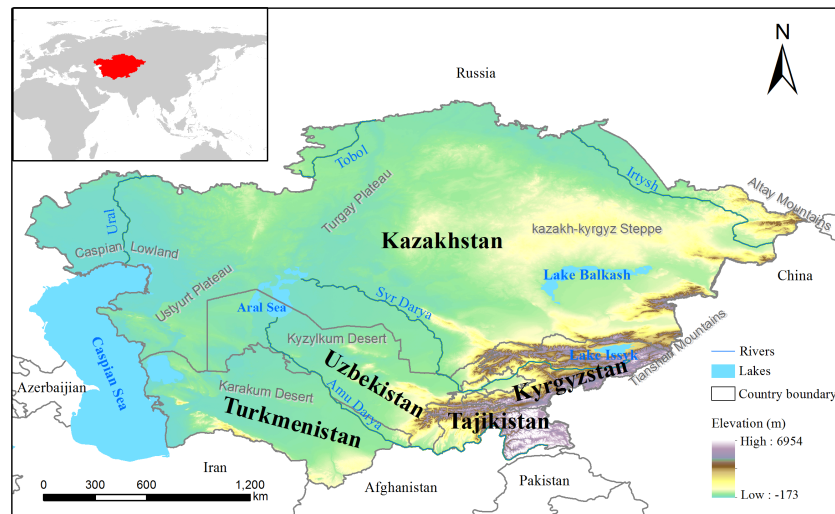 Russia
N
Tobol
Irtysh
Altay Mountains
Turgay Plateau
Ural
kazakh-kyrgyz Steppe
Kazakhstan
Caspian Lowland
China
Lake Balkash
Ustyurt Plateau
Syr Darya
Aral Sea
Kyzylkum Desert
Caspian Sea
Lake Issyk
Tianshan Mountains
Rivers
Uzbekistan
Kyrgyzstan
Lakes
Azerbaijian
Karakum Desert
Country boundary
Amu Darya
Turkmenistan
Tajikistan
Elevation (m)
High : 6954
Iran
Pakistan
Afghanistan
Low : -173
0 300 600 1,200
km